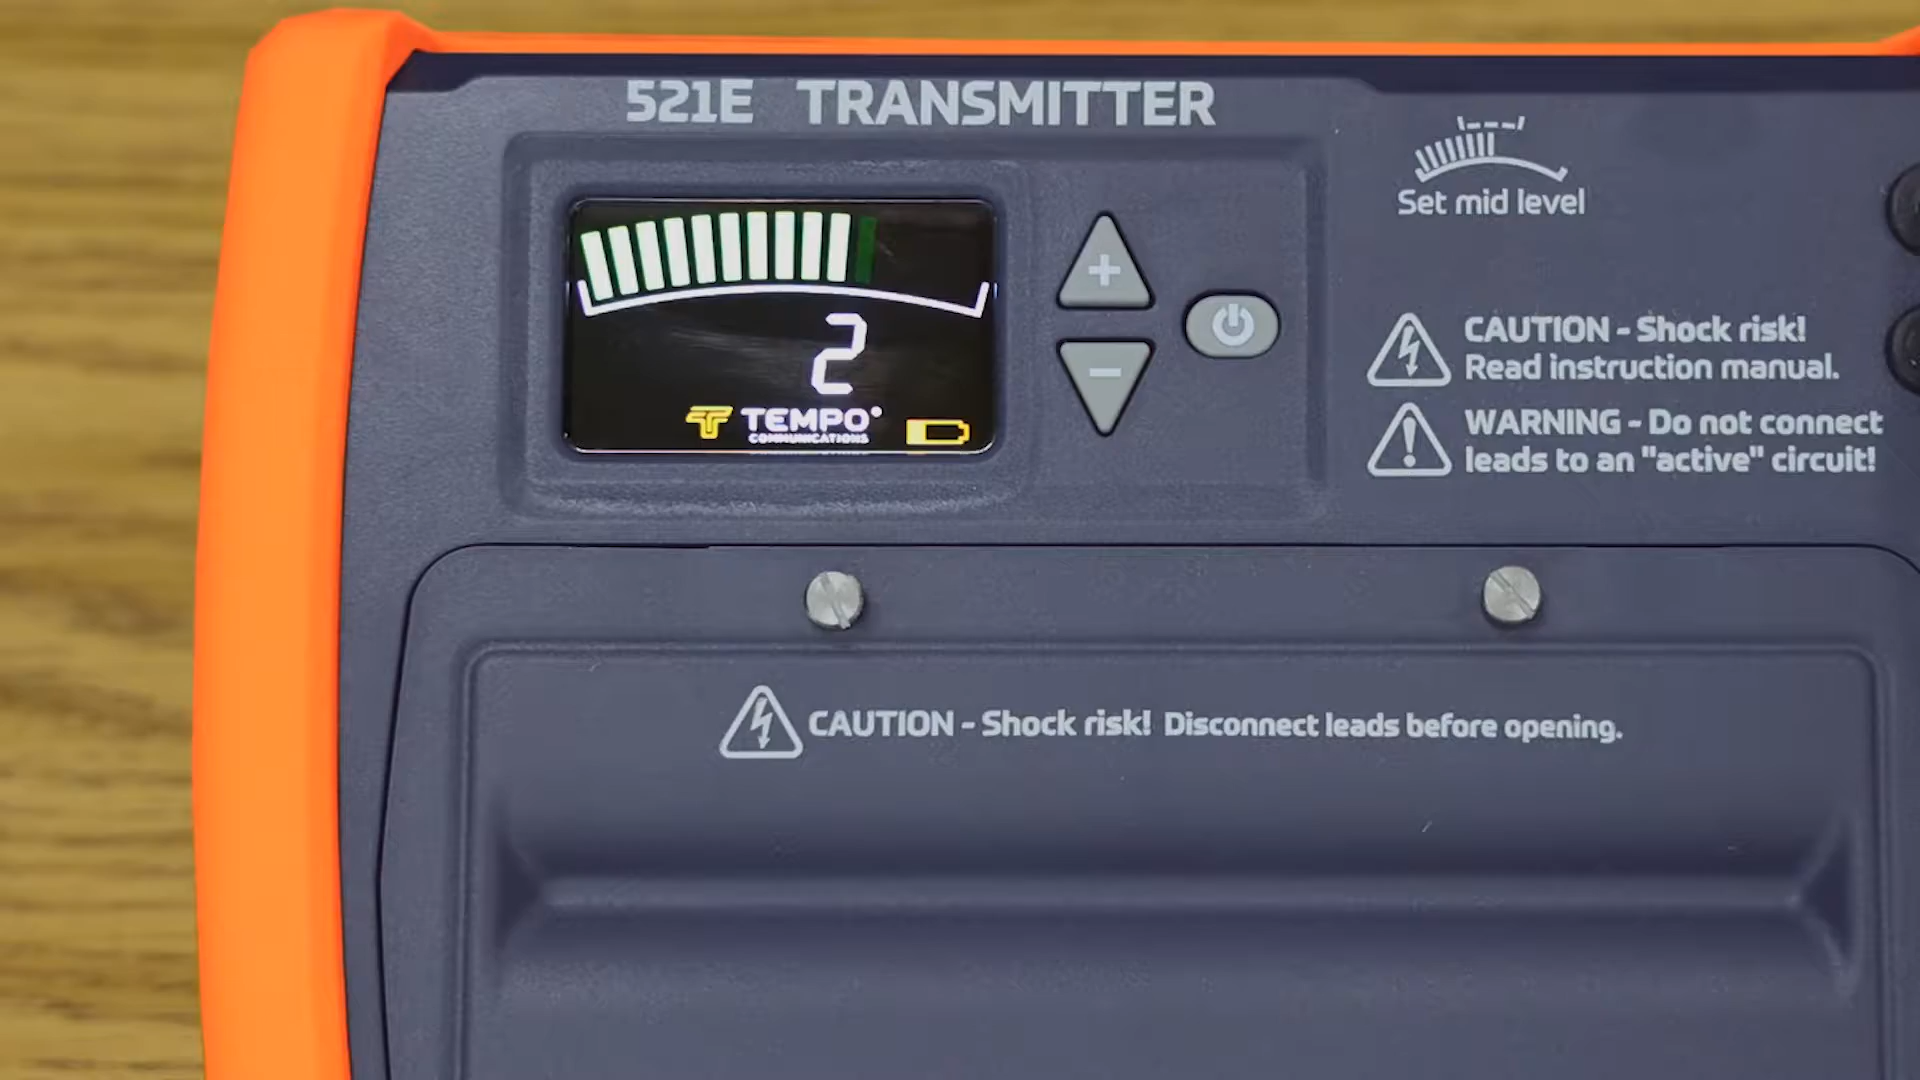 521E TRANSMITTER
Set mid level
2
TEMPO
COMMUNICATIONS
+
-
CAUTION - Shock risk!
Read instruction manual.
WARNING - Do not connect
leads to an "active" circuit!
CAUTION - Shock risk! Disconnect leads before opening.